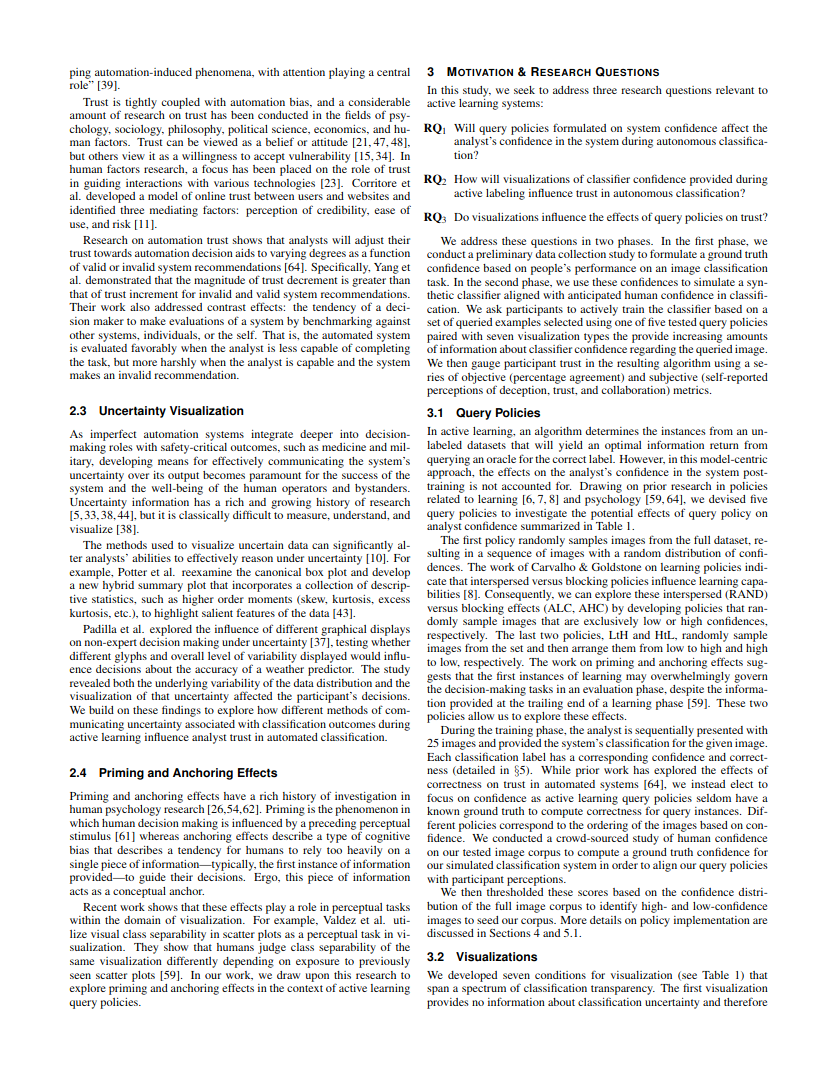 ping automation-induced phenomena, with attention playing a central
role” [39].
Trust is tightly coupled with automation bias, and a considerable
amount of research on trust has been conducted in the fields of psy-
chology, sociology, philosophy, political science, economics, and hu-
man factors. Trust can be viewed as a belief or attitude [21,47,48],
but others view it as a willingness to accept vulnerability [15,34]. In
human factors research, a focus has been placed on the role of trust
in guiding interactions with various technologies [23]. Corritore et
al. developed a model of online trust between users and websites and
identified three mediating factors: perception of credibility, ease of
use, and risk [11].
Research on automation trust shows that analysts will adjust their
trust towards automation decision aids to varying degrees as a function
of valid or invalid system recommendations [64]. Specifically, Yang et
al. demonstrated that the magnitude of trust decrement is greater than
that of trust increment for invalid and valid system recommendations.
Their work also addressed contrast effects: the tendency of a deci-
sion maker to make evaluations of a system by benchmarking against
other systems, individuals, or the self. That is, the automated system
is evaluated favorably when the analyst is less capable of completing
the task, but more harshly when the analyst is capable and the system
makes an invalid recommendation.
2.3 Uncertainty Visualization
As imperfect automation systems integrate deeper into decision-
making roles with safety-critical outcomes, such as medicine and mil-
itary, developing means for effectively communicating the system’s
uncertainty over its output becomes paramount for the success of the
system and the well-being of the human operators and bystanders.
Uncertainty information has a rich and growing history of research
[5,33,38,44], but it is classically difficult to measure, understand, and
visualize [38].
The methods used to visualize uncertain data can significantly al-
ter analysts’ abilities to effectively reason under uncertainty [10]. For
example, Potter et al. reexamine the canonical box plot and develop
a new hybrid summary plot that incorporates a collection of descrip-
tive statistics, such as higher order moments (skew, kurtosis, excess
kurtosis, etc.), to highlight salient features of the data [43].
Padilla et al. explored the influence of different graphical displays
on non-expert decision making under uncertainty [37], testing whether
different glyphs and overall level of variability displayed would influ-
ence decisions about the accuracy of a weather predictor. The study
revealed both the underlying variability of the data distribution and the
visualization of that uncertainty affected the participant’s decisions.
We build on these findings to explore how different methods of com-
municating uncertainty associated with classification outcomes during
active learning influence analyst trust in automated classification.
2.4 Priming and Anchoring Effects
Priming and anchoring effects have a rich history of investigation in
human psychology research [26,54,62]. Priming is the phenomenon in
which human decision making is influenced by a preceding perceptual
stimulus [61] whereas anchoring effects describe a type of cognitive
bias that describes a tendency for humans to rely too heavily on a
single piece of information—typically, the first instance of information
provided—to guide their decisions. Ergo, this piece of information
acts as a conceptual anchor.
Recent work shows that these effects play a role in perceptual tasks
within the domain of visualization. For example, Valdez et al. uti-
lize visual class separability in scatter plots as a perceptual task in vi-
sualization. They show that humans judge class separability of the
same visualization differently depending on exposure to previously
seen scatter plots [59]. In our work, we draw upon this research to
explore priming and anchoring effects in the context of active learning
query policies.
3 MOTIVATION & RESEARCH QUESTIONS
In this study, we seek to address three research questions relevant to
active learning systems:
RQ1 Will query policies formulated on system confidence affect the
analyst’s confidence in the system during autonomous classifica-
tion?
RQ2 How will visualizations of classifier confidence provided during
active labeling influence trust in autonomous classification?
RQ3 Do visualizations influence the effects of query policies on trust?
We address these questions in two phases. In the first phase, we
conduct a preliminary data collection study to formulate a ground truth
confidence based on people’s performance on an image classification
task. In the second phase, we use these confidences to simulate a syn-
thetic classifier aligned with anticipated human confidence in classifi-
cation. We ask participants to actively train the classifier based on a
set of queried examples selected using one of five tested query policies
paired with seven visualization types the provide increasing amounts
of information about classifier confidence regarding the queried image.
We then gauge participant trust in the resulting algorithm using a se-
ries of objective (percentage agreement) and subjective (self-reported
perceptions of deception, trust, and collaboration) metrics.
3.1 Query Policies
In active learning, an algorithm determines the instances from an un-
labeled datasets that will yield an optimal information return from
querying an oracle for the correct label. However, in this model-centric
approach, the effects on the analyst’s confidence in the system post-
training is not accounted for. Drawing on prior research in policies
related to learning [6, 7, 8] and psychology [59, 64], we devised five
query policies to investigate the potential effects of query policy on
analyst confidence summarized in Table 1.
The first policy randomly samples images from the full dataset, re-
sulting in a sequence of images with a random distribution of confi-
dences. The work of Carvalho & Goldstone on learning policies indi-
cate that interspersed versus blocking policies influence learning capa-
bilities [8]. Consequently, we can explore these interspersed (RAND)
versus blocking effects (ALC, AHC) by developing policies that ran-
domly sample images that are exclusively low or high confidences,
respectively. The last two policies, LtH and HtL, randomly sample
images from the set and then arrange them from low to high and high
to low, respectively. The work on priming and anchoring effects sug-
gests that the first instances of learning may overwhelmingly govern
the decision-making tasks in an evaluation phase, despite the informa-
tion provided at the trailing end of a learning phase [59]. These two
policies allow us to explore these effects.
During the training phase, the analyst is sequentially presented with
25 images and provided the system’s classification for the given image.
Each classification label has a corresponding confidence and correct-
ness (detailed in §5). While prior work has explored the effects of
correctness on trust in automated systems [64], we instead elect to
focus on confidence as active learning query policies seldom have a
known ground truth to compute correctness for query instances. Dif-
ferent policies correspond to the ordering of the images based on con-
fidence. We conducted a crowd-sourced study of human confidence
on our tested image corpus to compute a ground truth confidence for
our simulated classification system in order to align our query policies
with participant perceptions.
We then thresholded these scores based on the confidence distri-
bution of the full image corpus to identify high- and low-confidence
images to seed our corpus. More details on policy implementation are
discussed in Sections 4 and 5.1.
3.2 Visualizations
We developed seven conditions for visualization (see Table 1) that
span a spectrum of classification transparency. The first visualization
provides no information about classification uncertainty and therefore